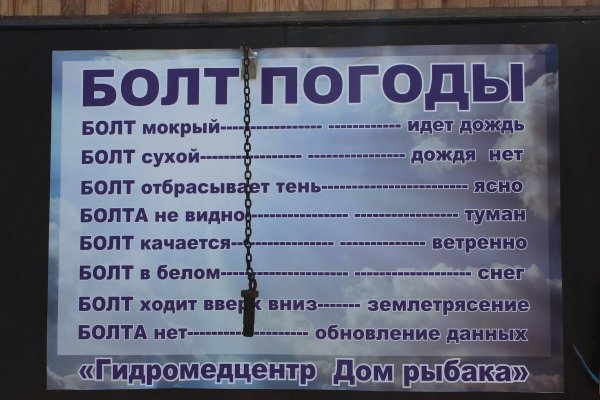 БОЛТ ПОГОДЫ
БОЛТ мокрый------------------ ------------ идет дождь
БОЛТ сухой------------------ ----------------- дождя нет
БОЛТ отбрасывает тень------------------------- ясно
БОЛТА не видно------------------ ------------------ туман
БОЛТ качается------------------ --------------- ветренно
БОЛТ в белом---------------------- ------------------ снег
БОЛТ ходит вверх вниз------- землетрясение
БОЛТА нет--------------------- обновление данных
«Гидромедцентр Дом рыбака»